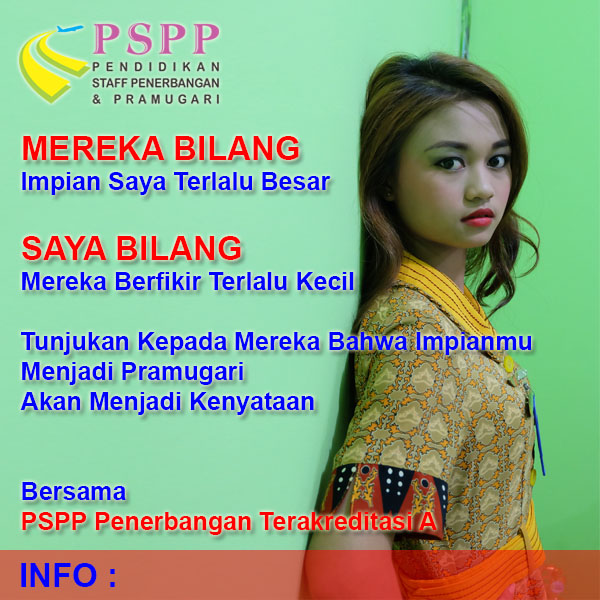 PSPP
PENDIDIKAN
STAFF PENERBANGAN
& PRAMUGARI
MEREKA BILANG
Impian Saya Terlalu Besar
SAYA BILANG
Mereka Berfikir Terlalu Kecil
Tunjukan Kepada Mereka Bahwa Impianmu
Menjadi Pramugari
Akan Menjadi Kenyataan
Bersama
PSPP Penerbangan Terakreditasi A
INFO :